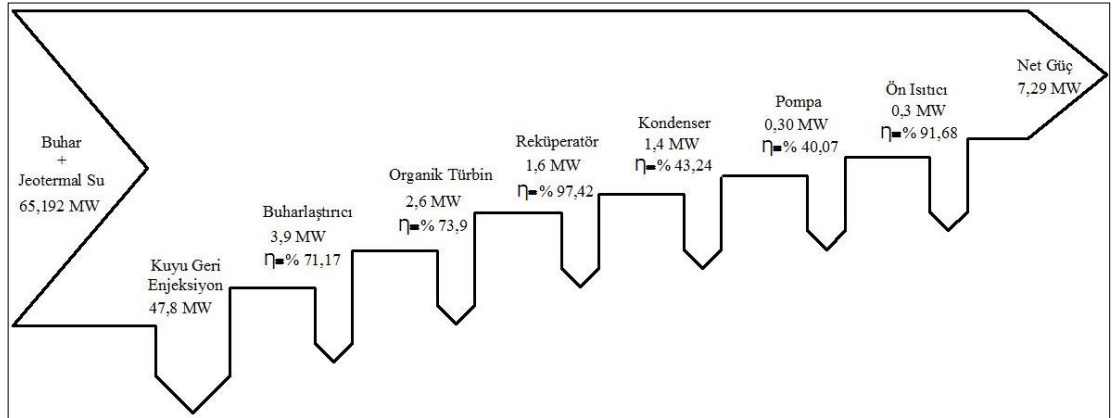 Buhar
+
Jeotermal Su
65,192 MW
Kuyu Geri
Enjeksiyon
47,8 MW
Buharlaştırıcı
3,9 MW
η=% 71,17
Organik Türbin
2,6 MW
η=% 73,9
Reküperatör
1,6 MW
η=% 97,42
Kondenser
1,4 MW
η=% 43,24
Pompa
0,30 MW
η=% 40,07
Ön Isıtıcı
0,3 MW
η=% 91,68
Net Güç
7,29 MW